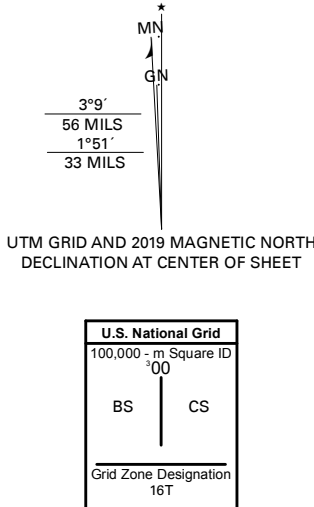 ★
MN
GN
3°9´
56 MILS
1°51´
33 MILS
UTM GRID AND 2019 MAGNETIC NORTH
DECLINATION AT CENTER OF SHEET
U.S. National Grid
100,000 - m Square ID
³00
BS CS
Grid Zone Designation
16T